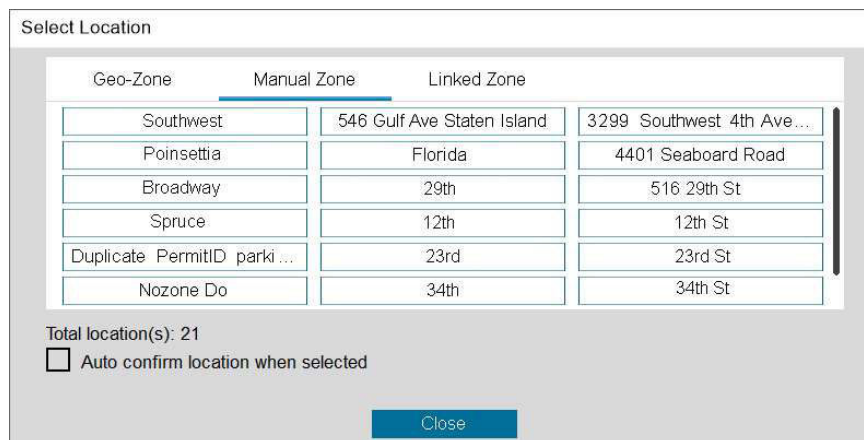 Select Location
Geo-Zone Manual Zone Linked Zone
Southwest 546 Gulf Ave Staten Island 3299 Southwest 4th Ave...
Poinsettia Florida 4401 Seaboard Road
Broadway 29th 516 29th St
Spruce 12th 12th St
Duplicate PermitID parki... 23rd 23rd St
Nozone Do 34th 34th St
Total location(s): 21
Auto confirm location when selected
Close